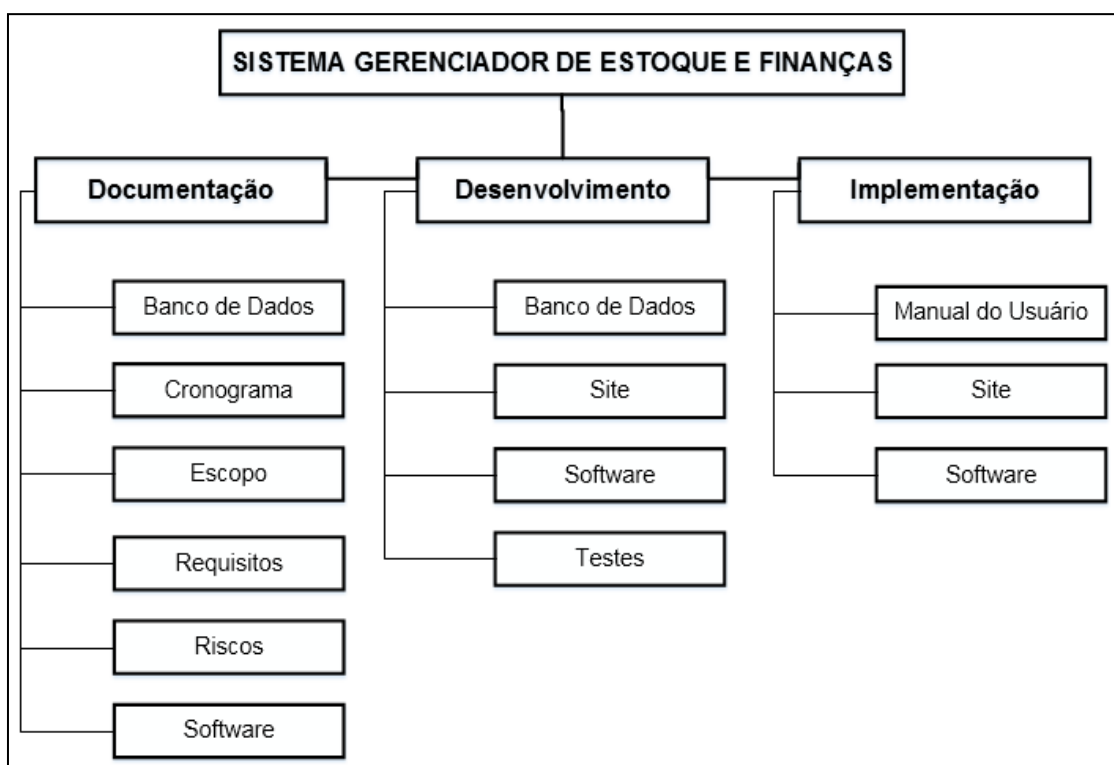 SISTEMA GERENCIADOR DE ESTOQUE E FINANÇAS
Documentação
Banco de Dados
Cronograma
Escopo
Requisitos
Riscos
Software
Desenvolvimento
Banco de Dados
Site
Software
Testes
Implementação
Manual do Usuário
Site
Software